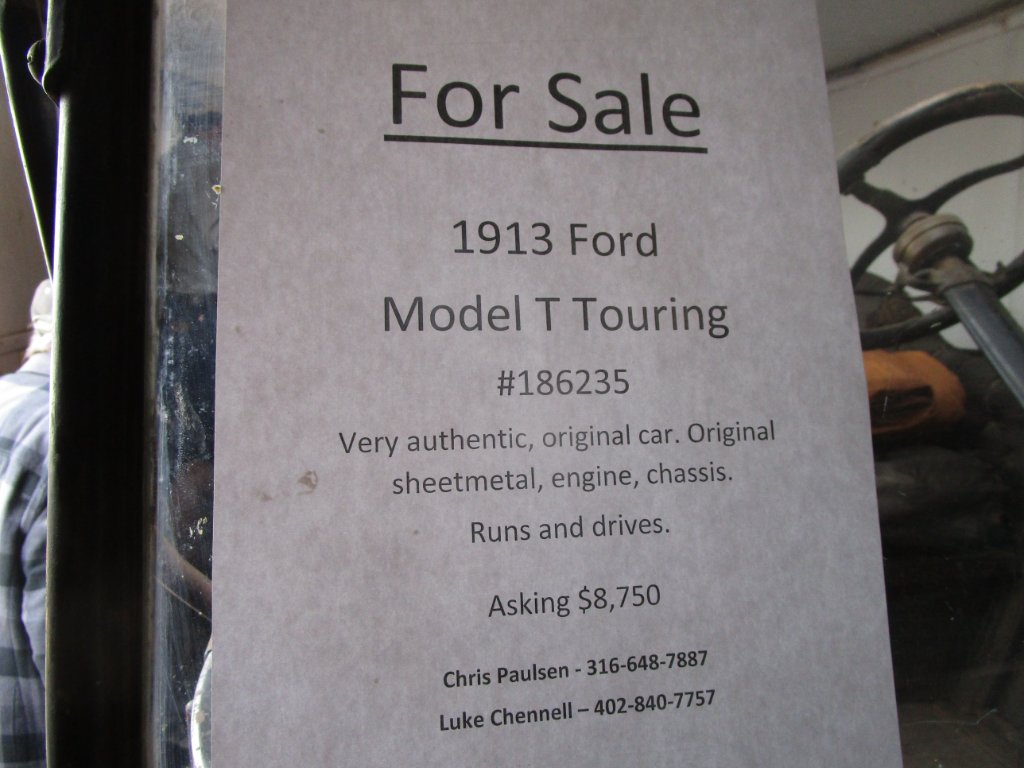 For Sale
1913 Ford
Model T Touring
#186235
Very authentic, original car. Original
sheetmetal, engine, chassis.
Runs and drives.
Asking $8,750
Chris Paulsen - 316-648-7887
Luke Chennell – 402-840-7757